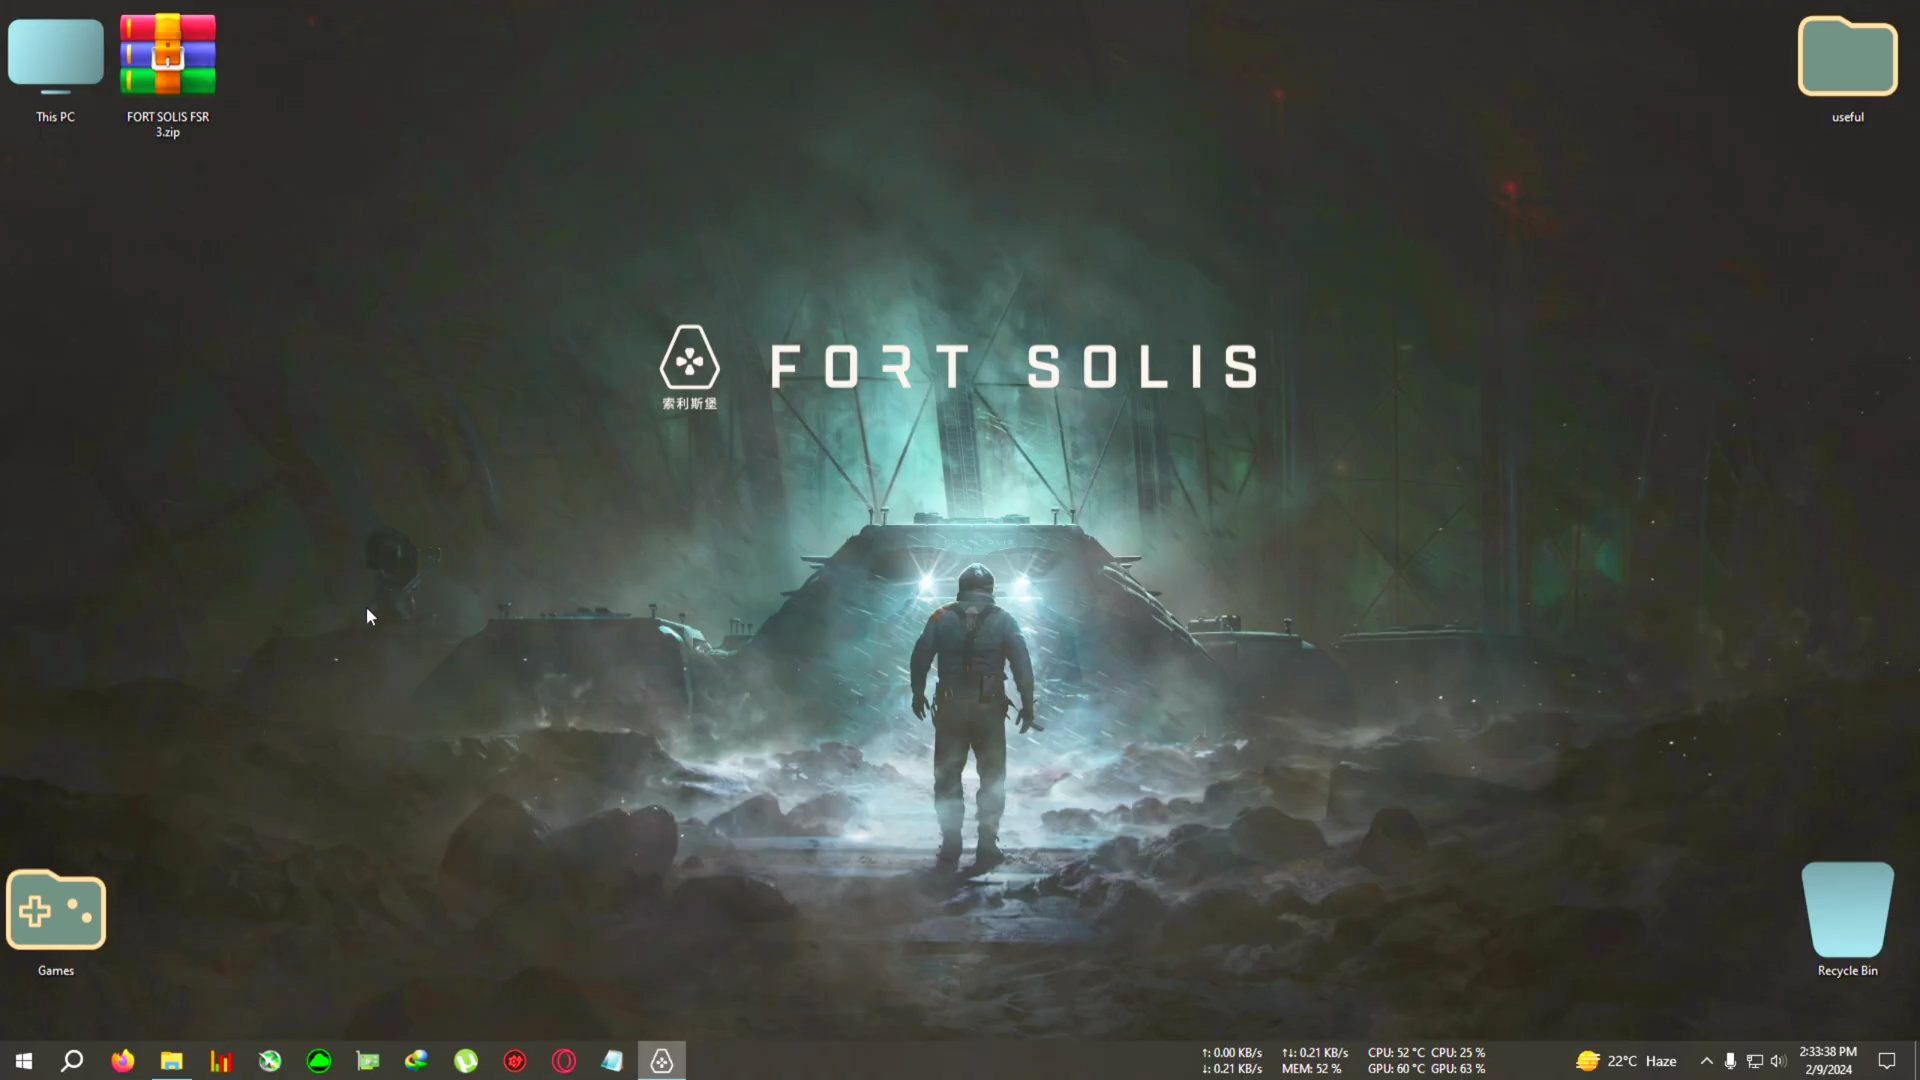 This PC
FORT SOLIS FSR
3.zip
useful
FORT SOLIS
索利斯堡
FORT SOLIS
Games
Recycle Bin
↑: 0.00 KB/s
↓: 0.21 KB/s
↑↓: 0.21 KB/s
MEM: 52 %
CPU: 52 °C CPU: 25 %
GPU: 60 °C GPU: 63 %
22°C Haze
2:33:38 PM
2/9/2024